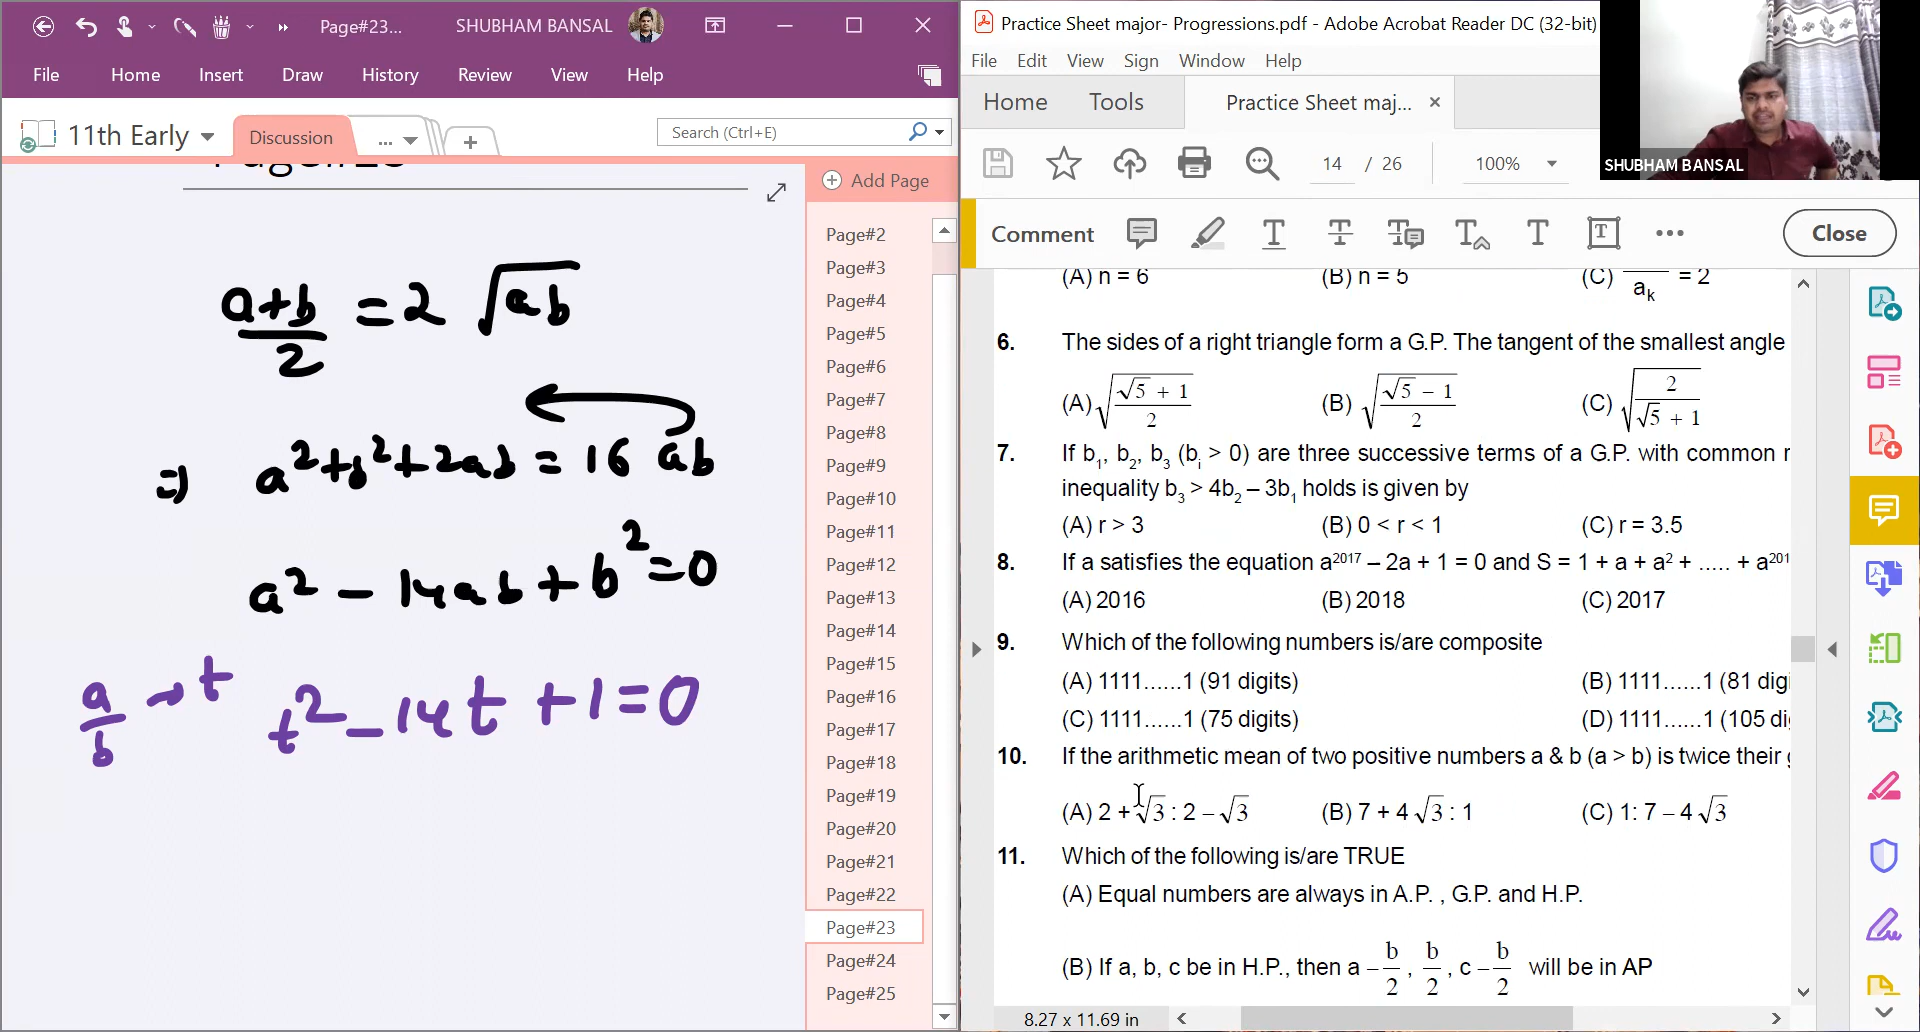 Page#23...
SHUBHAM BANSAL
File Home Insert Draw History Review View Help
11th Early
Discussion
...
Search (Ctrl+E)
Add Page
Page#2
Page#3
Page#4
Page#5
Page#6
Page#7
Page#8
Page#9
Page#10
Page#11
Page#12
Page#13
Page#14
Page#15
Page#16
Page#17
Page#18
Page#19
Page#20
Page#21
Page#22
Page#23
Page#24
Page#25
(a+b)/2 = 2 √ab
⇒ a² + b² + 2ab = 16 ab
a² – 14ab + b² = 0
a/b → t t² – 14t + 1 = 0
Practice Sheet major- Progressions.pdf - Adobe Acrobat Reader DC (32-bit)
File Edit View Sign Window Help
Home Tools Practice Sheet maj... ×
14 / 26 100%
SHUBHAM BANSAL
Comment Close
(A) n = 6 (B) n = 5 (C) aₖ = 2
6. The sides of a right triangle form a G.P. The tangent of the smallest angle
(A) √((√5 + 1)/2) (B) √((√5 – 1)/2) (C) √(2/(√5 + 1))
7. If b₁, b₂, b₃ (bᵢ > 0) are three successive terms of a G.P. with common
inequality b₃ > 4b₂ – 3b₁ holds is given by
(A) r > 3 (B) 0 < r < 1 (C) r = 3.5
8. If a satisfies the equation a²⁰¹⁷ – 2a + 1 = 0 and S = 1 + a + a² + ..... + a²⁰¹
(A) 2016 (B) 2018 (C) 2017
9. Which of the following numbers is/are composite
(A) 1111......1 (91 digits) (B) 1111......1 (81 digi
(C) 1111......1 (75 digits) (D) 1111......1 (105 di
10. If the arithmetic mean of two positive numbers a & b (a > b) is twice their
(A) 2 + √3 : 2 – √3 (B) 7 + 4 √3 : 1 (C) 1: 7 – 4 √3
11. Which of the following is/are TRUE
(A) Equal numbers are always in A.P. , G.P. and H.P.
(B) If a, b, c be in H.P., then a – b/2 , b/2 , c – b/2 will be in AP
8.27 x 11.69 in